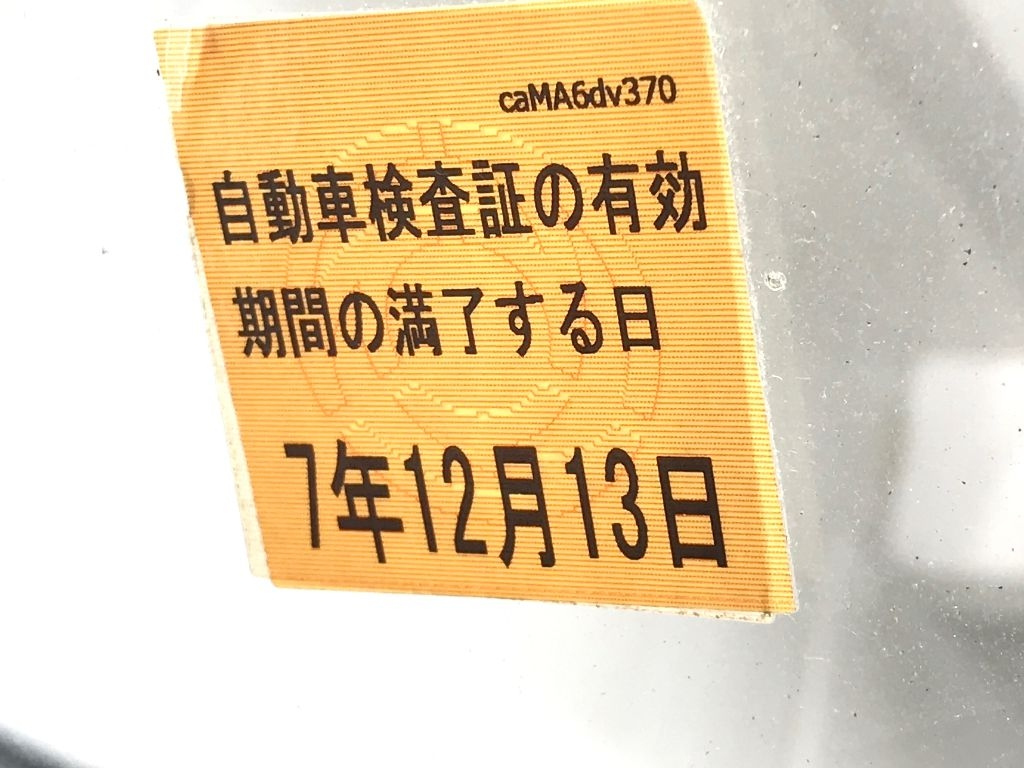 caMA6dv370
自動車検査証の有効
期間の満了する日
7年12月13日